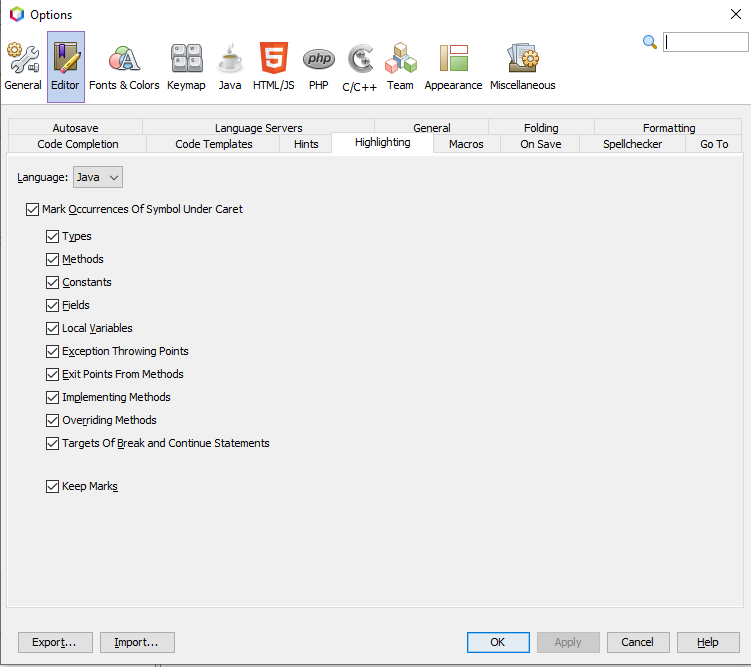 Options
General Editor Fonts & Colors Keymap Java HTML/JS PHP C/C++ Team Appearance Miscellaneous
Autosave Language Servers General Folding Formatting
Code Completion Code Templates Hints Highlighting Macros On Save Spellchecker Go To
Language: Java
Mark Occurrences Of Symbol Under Caret
Types
Methods
Constants
Fields
Local Variables
Exception Throwing Points
Exit Points From Methods
Implementing Methods
Overriding Methods
Targets Of Break and Continue Statements
Keep Marks
Export... Import... OK Apply Cancel Help